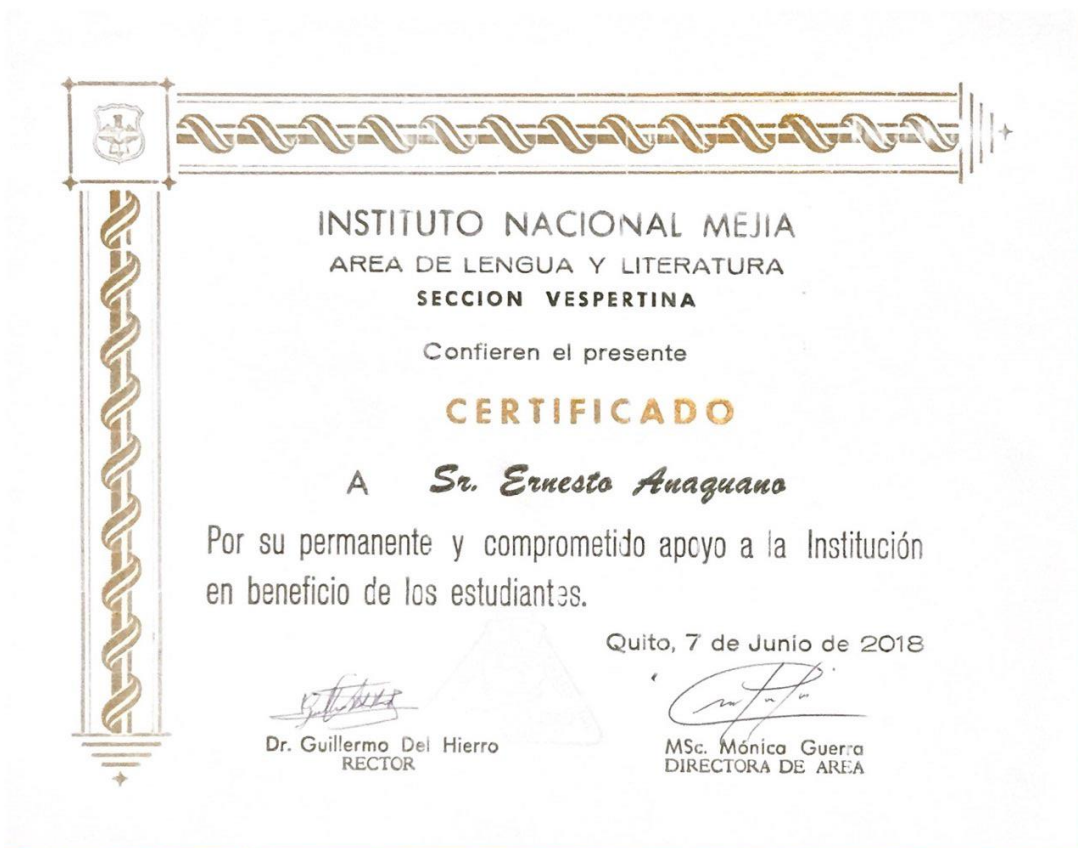 INSTITUTO NACIONAL MEJIA
AREA DE LENGUA Y LITERATURA
SECCION VESPERTINA
Confieren el presente
CERTIFICADO
A Sr. Ernesto Anaguano
Por su permanente y comprometido apoyo a la Institución
en beneficio de los estudiantes.
Quito, 7 de Junio de 2018
Dr. Guillermo Del Hierro
RECTOR
MSc. Mónica Guerra
DIRECTORA DE AREA